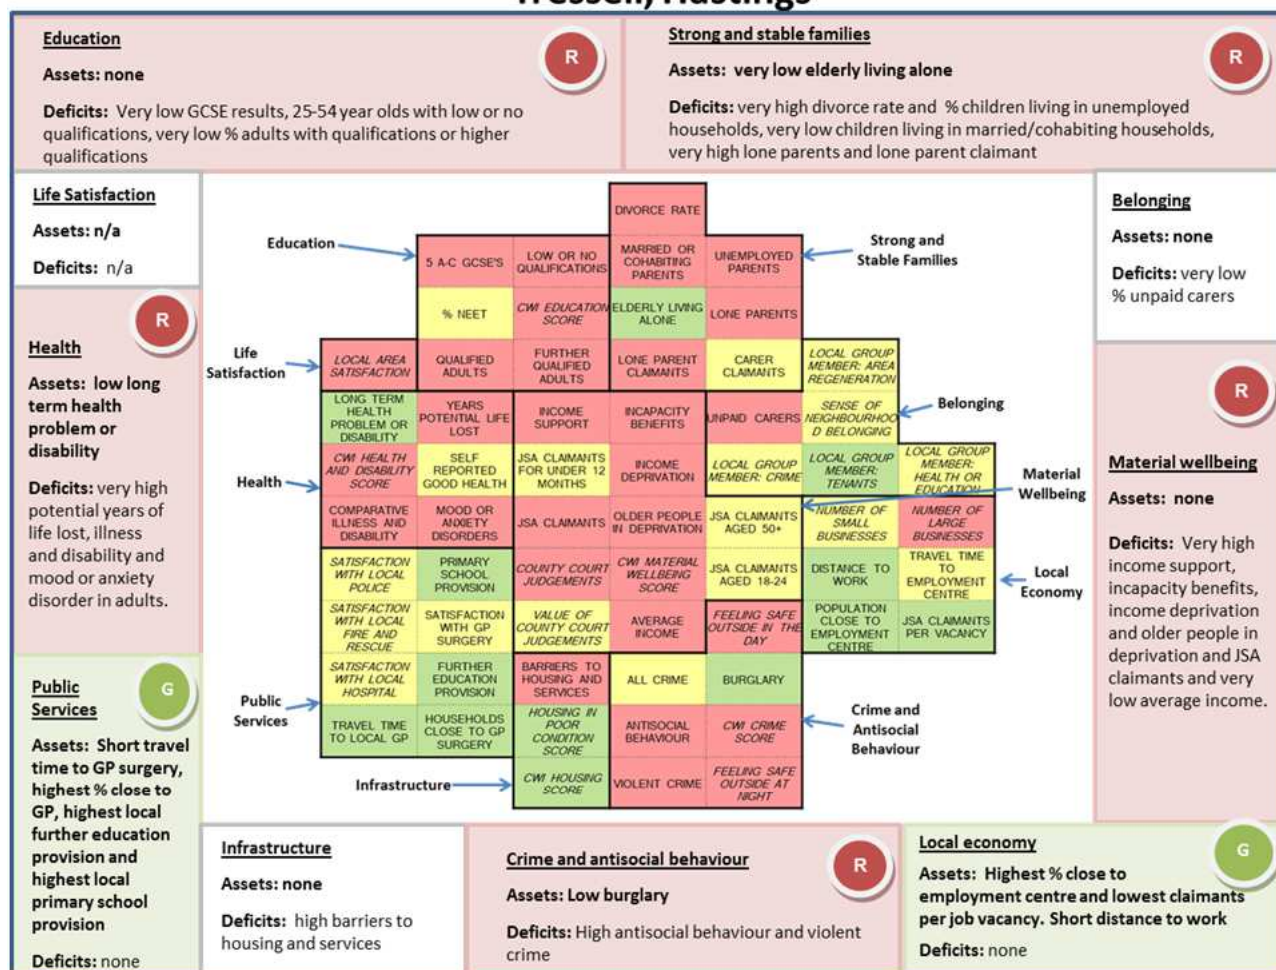 Tressell, Hastings
Education
R
Assets: none
Deficits: Very low GCSE results, 25-54 year olds with low or no
qualifications, very low % adults with qualifications or higher
qualifications
Strong and stable families
R
Assets: very low elderly living alone
Deficits: very high divorce rate and % children living in unemployed
households, very low children living in married/cohabiting households,
very high lone parents and lone parent claimant
Life Satisfaction
Assets: n/a
Deficits: n/a
R
Health
Assets: low long
term health
problem or
disability
Deficits: very high
potential years of
life lost, illness
and disability and
mood or anxiety
disorder in adults.
G
Public
Services
Assets: Short travel
time to GP surgery,
highest % close to
GP, highest local
further education
provision and
highest local
primary school
provision
Deficits: none
Education
Strong and
Stable Families
Life
Satisfaction
Belonging
Health
Material
Wellbeing
Local
Economy
Public
Services
Crime and
Antisocial
Behaviour
Infrastructure
DIVORCE RATE
5 A-C GCSE'S
LOW OR NO
QUALIFICATIONS
MARRIED OR
COHABITING
PARENTS
UNEMPLOYED
PARENTS
% NEET
CWI EDUCATION
SCORE
ELDERLY LIVING
ALONE
LONE PARENTS
LOCAL AREA
SATISFACTION
QUALIFIED
ADULTS
FURTHER
QUALIFIED
ADULTS
LONE PARENT
CLAIMANTS
CARER
CLAIMANTS
LOCAL GROUP
MEMBER: AREA
REGENERATION
LONG TERM
HEALTH
PROBLEM OR
DISABILITY
YEARS
POTENTIAL LIFE
LOST
INCOME
SUPPORT
INCAPACITY
BENEFITS
UNPAID CARERS
SENSE OF
NEIGHBOURHOO
D BELONGING
CWI HEALTH
AND DISABILITY
SCORE
SELF
REPORTED
GOOD HEALTH
JSA CLAIMANTS
FOR UNDER 12
MONTHS
INCOME
DEPRIVATION
LOCAL GROUP
MEMBER: CRIME
LOCAL GROUP
MEMBER:
TENANTS
LOCAL GROUP
MEMBER:
HEALTH OR
EDUCATION
COMPARATIVE
ILLNESS AND
DISABILITY
MOOD OR
ANXIETY
DISORDERS
JSA CLAIMANTS
OLDER PEOPLE
IN DEPRIVATION
JSA CLAIMANTS
AGED 50+
NUMBER OF
SMALL
BUSINESSES
NUMBER OF
LARGE
BUSINESSES
SATISFACTION
WITH LOCAL
POLICE
PRIMARY
SCHOOL
PROVISION
COUNTY COURT
JUDGEMENTS
CWI MATERIAL
WELLBEING
SCORE
JSA CLAIMANTS
AGED 18-24
DISTANCE TO
WORK
TRAVEL TIME
TO
EMPLOYMENT
CENTRE
SATISFACTION
WITH LOCAL
FIRE AND
RESCUE
SATISFACTION
WITH GP
SURGERY
VALUE OF
COUNTY COURT
JUDGEMENTS
AVERAGE
INCOME
FEELING SAFE
OUTSIDE IN THE
DAY
POPULATION
CLOSE TO
EMPLOYMENT
CENTRE
JSA CLAIMANTS
PER VACANCY
SATISFACTION
WITH LOCAL
HOSPITAL
FURTHER
EDUCATION
PROVISION
BARRIERS TO
HOUSING AND
SERVICES
ALL CRIME
BURGLARY
TRAVEL TIME
TO LOCAL GP
HOUSEHOLDS
CLOSE TO GP
SURGERY
HOUSING IN
POOR
CONDITION
SCORE
ANTISOCIAL
BEHAVIOUR
CWI CRIME
SCORE
CWI HOUSING
SCORE
VIOLENT CRIME
FEELING SAFE
OUTSIDE AT
NIGHT
Belonging
Assets: none
Deficits: very low
% unpaid carers
R
Material wellbeing
Assets: none
Deficits: Very high
income support,
incapacity benefits,
income deprivation
and older people in
deprivation and JSA
claimants and very
low average income.
Infrastructure
Assets: none
Deficits: high barriers to
housing and services
Crime and antisocial behaviour
R
Assets: Low burglary
Deficits: High antisocial behaviour and violent
crime
Local economy
G
Assets: Highest % close to
employment centre and lowest claimants
per job vacancy. Short distance to work
Deficits: none